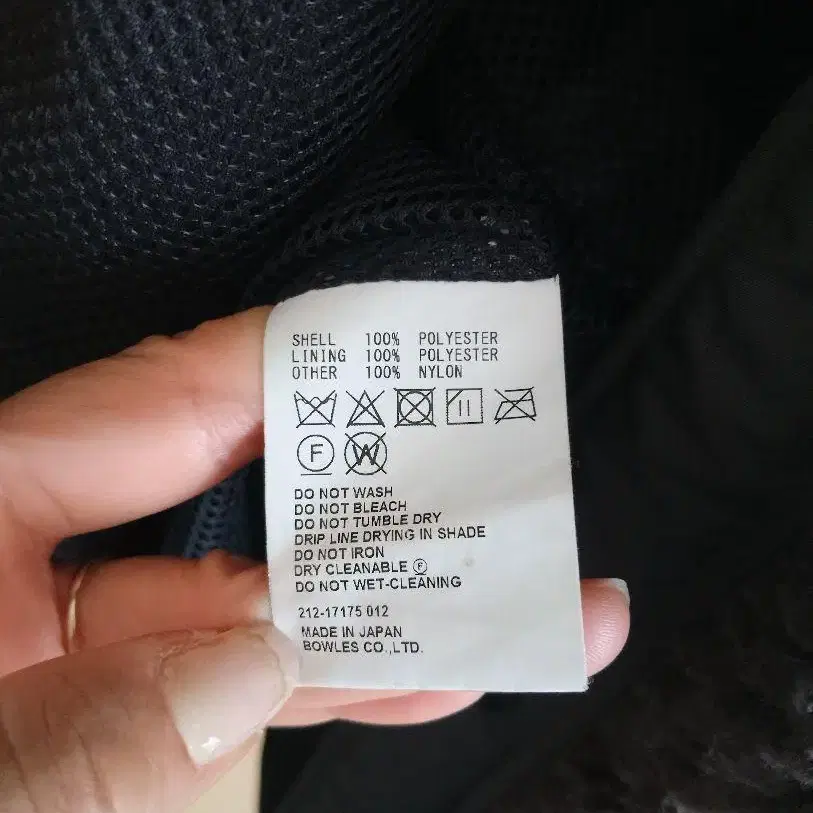 SHELL 100% POLYESTER
LINING 100% POLYESTER
OTHER 100% NYLON
F W
DO NOT WASH
DO NOT BLEACH
DO NOT TUMBLE DRY
DRIP LINE DRYING IN SHADE
DO NOT IRON
DRY CLEANABLE Ⓕ
DO NOT WET-CLEANING
212-17175 012
MADE IN JAPAN
BOWLES CO.,LTD.